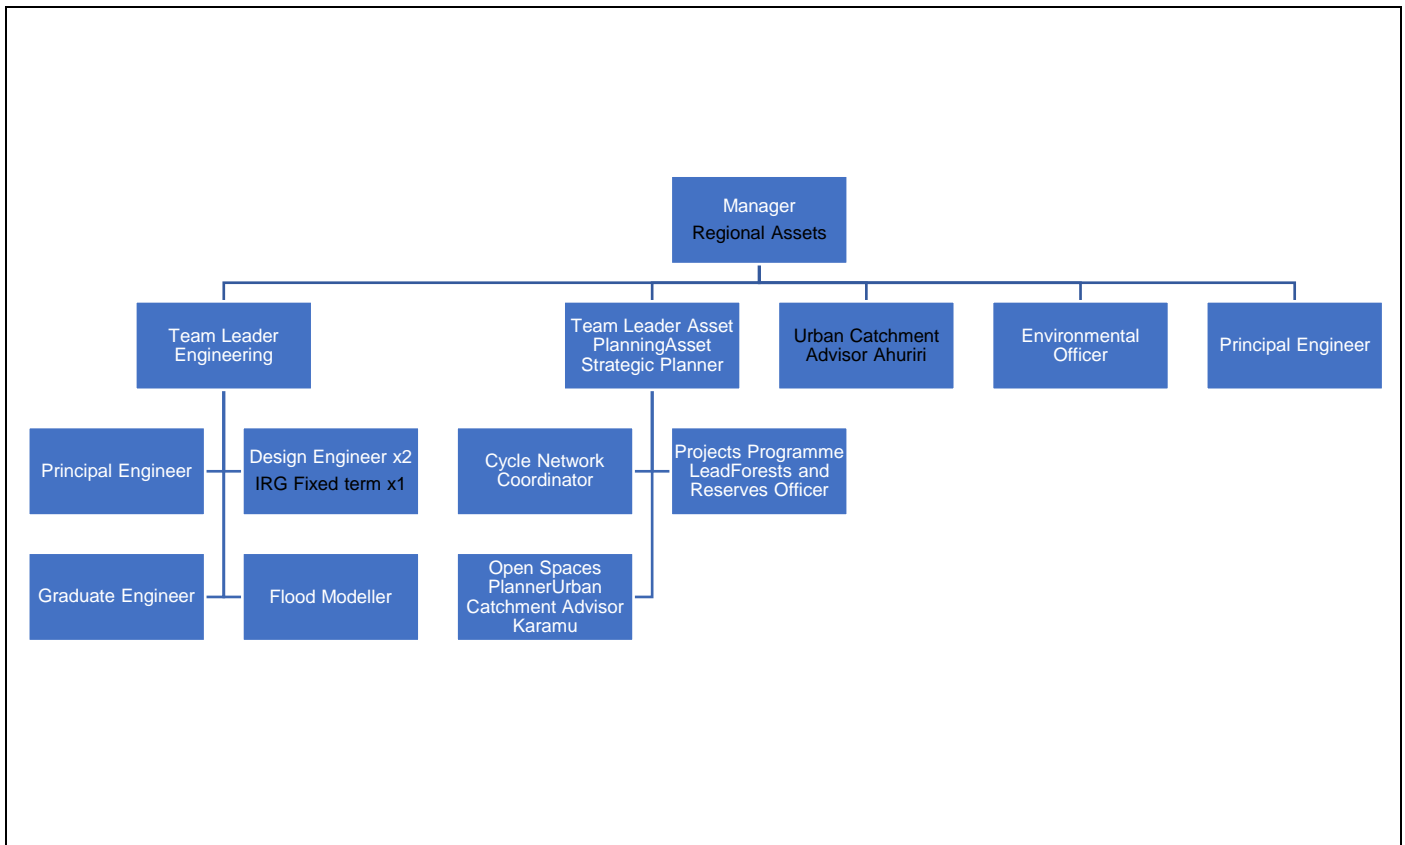 Manager
Regional Assets
Team Leader
Engineering
Team Leader Asset
PlanningAsset
Strategic Planner
Urban Catchment
Advisor Ahuriri
Environmental
Officer
Principal Engineer
Principal Engineer
Design Engineer x2
IRG Fixed term x1
Cycle Network
Coordinator
Projects Programme
LeadForests and
Reserves Officer
Graduate Engineer
Flood Modeller
Open Spaces
PlannerUrban
Catchment Advisor
Karamu